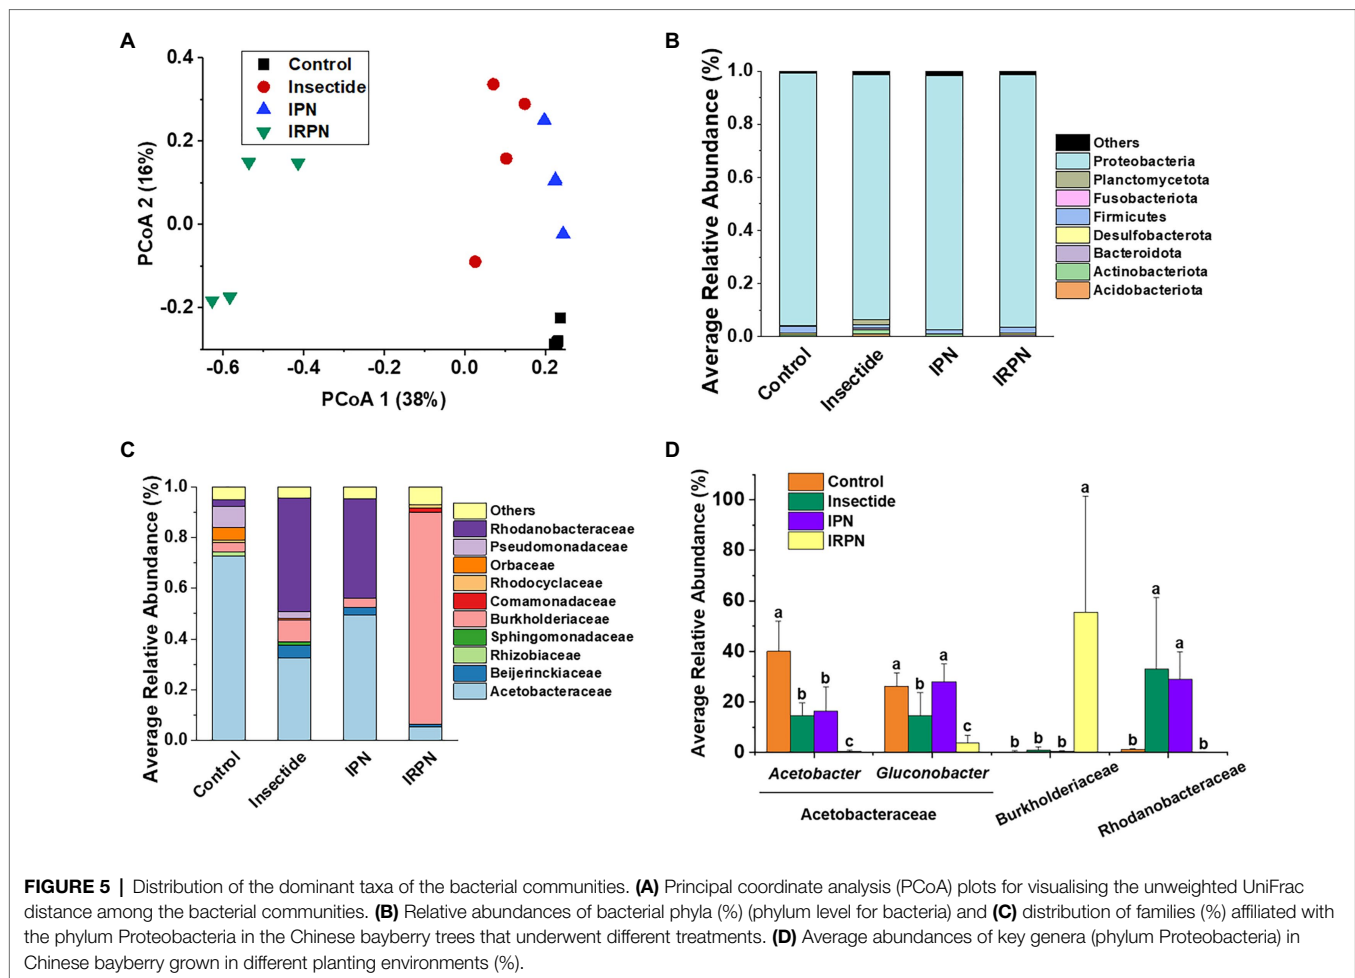 A
0.4
0.2
0.0
-0.2
PCoA 2 (16%)
Control
Insectide
IPN
IRPN
-0.6
-0.4
-0.2
0.0
0.2
PCoA 1 (38%)
B
Average Relative Abundance (%)
1.0
0.8
0.6
0.4
0.2
0.0
Control
Insectide
IPN
IRPN
Others
Proteobacteria
Planctomycetota
Fusobacteriota
Firmicutes
Desulfobacterota
Bacteroidota
Actinobacteriota
Acidobacteriota
C
Average Relative Abundance (%)
1.0
0.8
0.6
0.4
0.2
0.0
Control
Insectide
IPN
IRPN
Others
Rhodanobacteraceae
Pseudomonadaceae
Orbaceae
Rhodocyclaceae
Comamonadaceae
Burkholderiaceae
Sphingomonadaceae
Rhizobiaceae
Beijerinckiaceae
Acetobacteraceae
D
Average Relative Abundance (%)
100
80
60
40
20
0
Control
Insectide
IPN
IRPN
a
b
b
c
a
b
a
c
b
b
b
a
b
a
a
b
Acetobacter
Gluconobacter
Acetobacteraceae
Burkholderiaceae
Rhodanobacteraceae
FIGURE 5 | Distribution of the dominant taxa of the bacterial communities. (A) Principal coordinate analysis (PCoA) plots for visualising the unweighted UniFrac
distance among the bacterial communities. (B) Relative abundances of bacterial phyla (%) (phylum level for bacteria) and (C) distribution of families (%) affiliated with
the phylum Proteobacteria in the Chinese bayberry trees that underwent different treatments. (D) Average abundances of key genera (phylum Proteobacteria) in
Chinese bayberry grown in different planting environments (%).